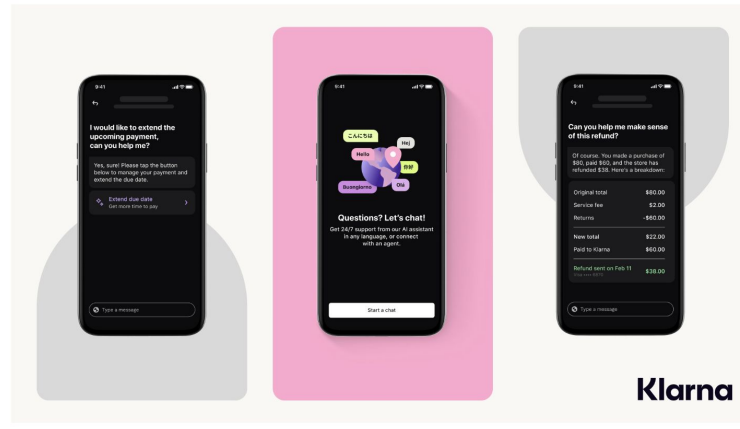 9:41
I would like to extend the
upcoming payment,
can you help me?
Yes, sure! Please tap the button
below to manage your payment and
extend the due date.
Extend due date
Get more time to pay
Type a message
9:41
こんにちは
Hej
Hello
你好
Buongiorno
Olá
Questions? Let's chat!
Get 24/7 support from our AI assistant
in any language, or connect
with an agent.
Start a chat
9:41
Can you help me make sense
of this refund?
Of course. You made a purchase of
$80, paid $60, and the store has
refunded $38. Here's a breakdown:
Original total $80.00
Service fee $2.00
Returns -$60.00
New total $22.00
Paid to Klarna $60.00
Refund sent on Feb 11 $38.00
Type a message
Klarna